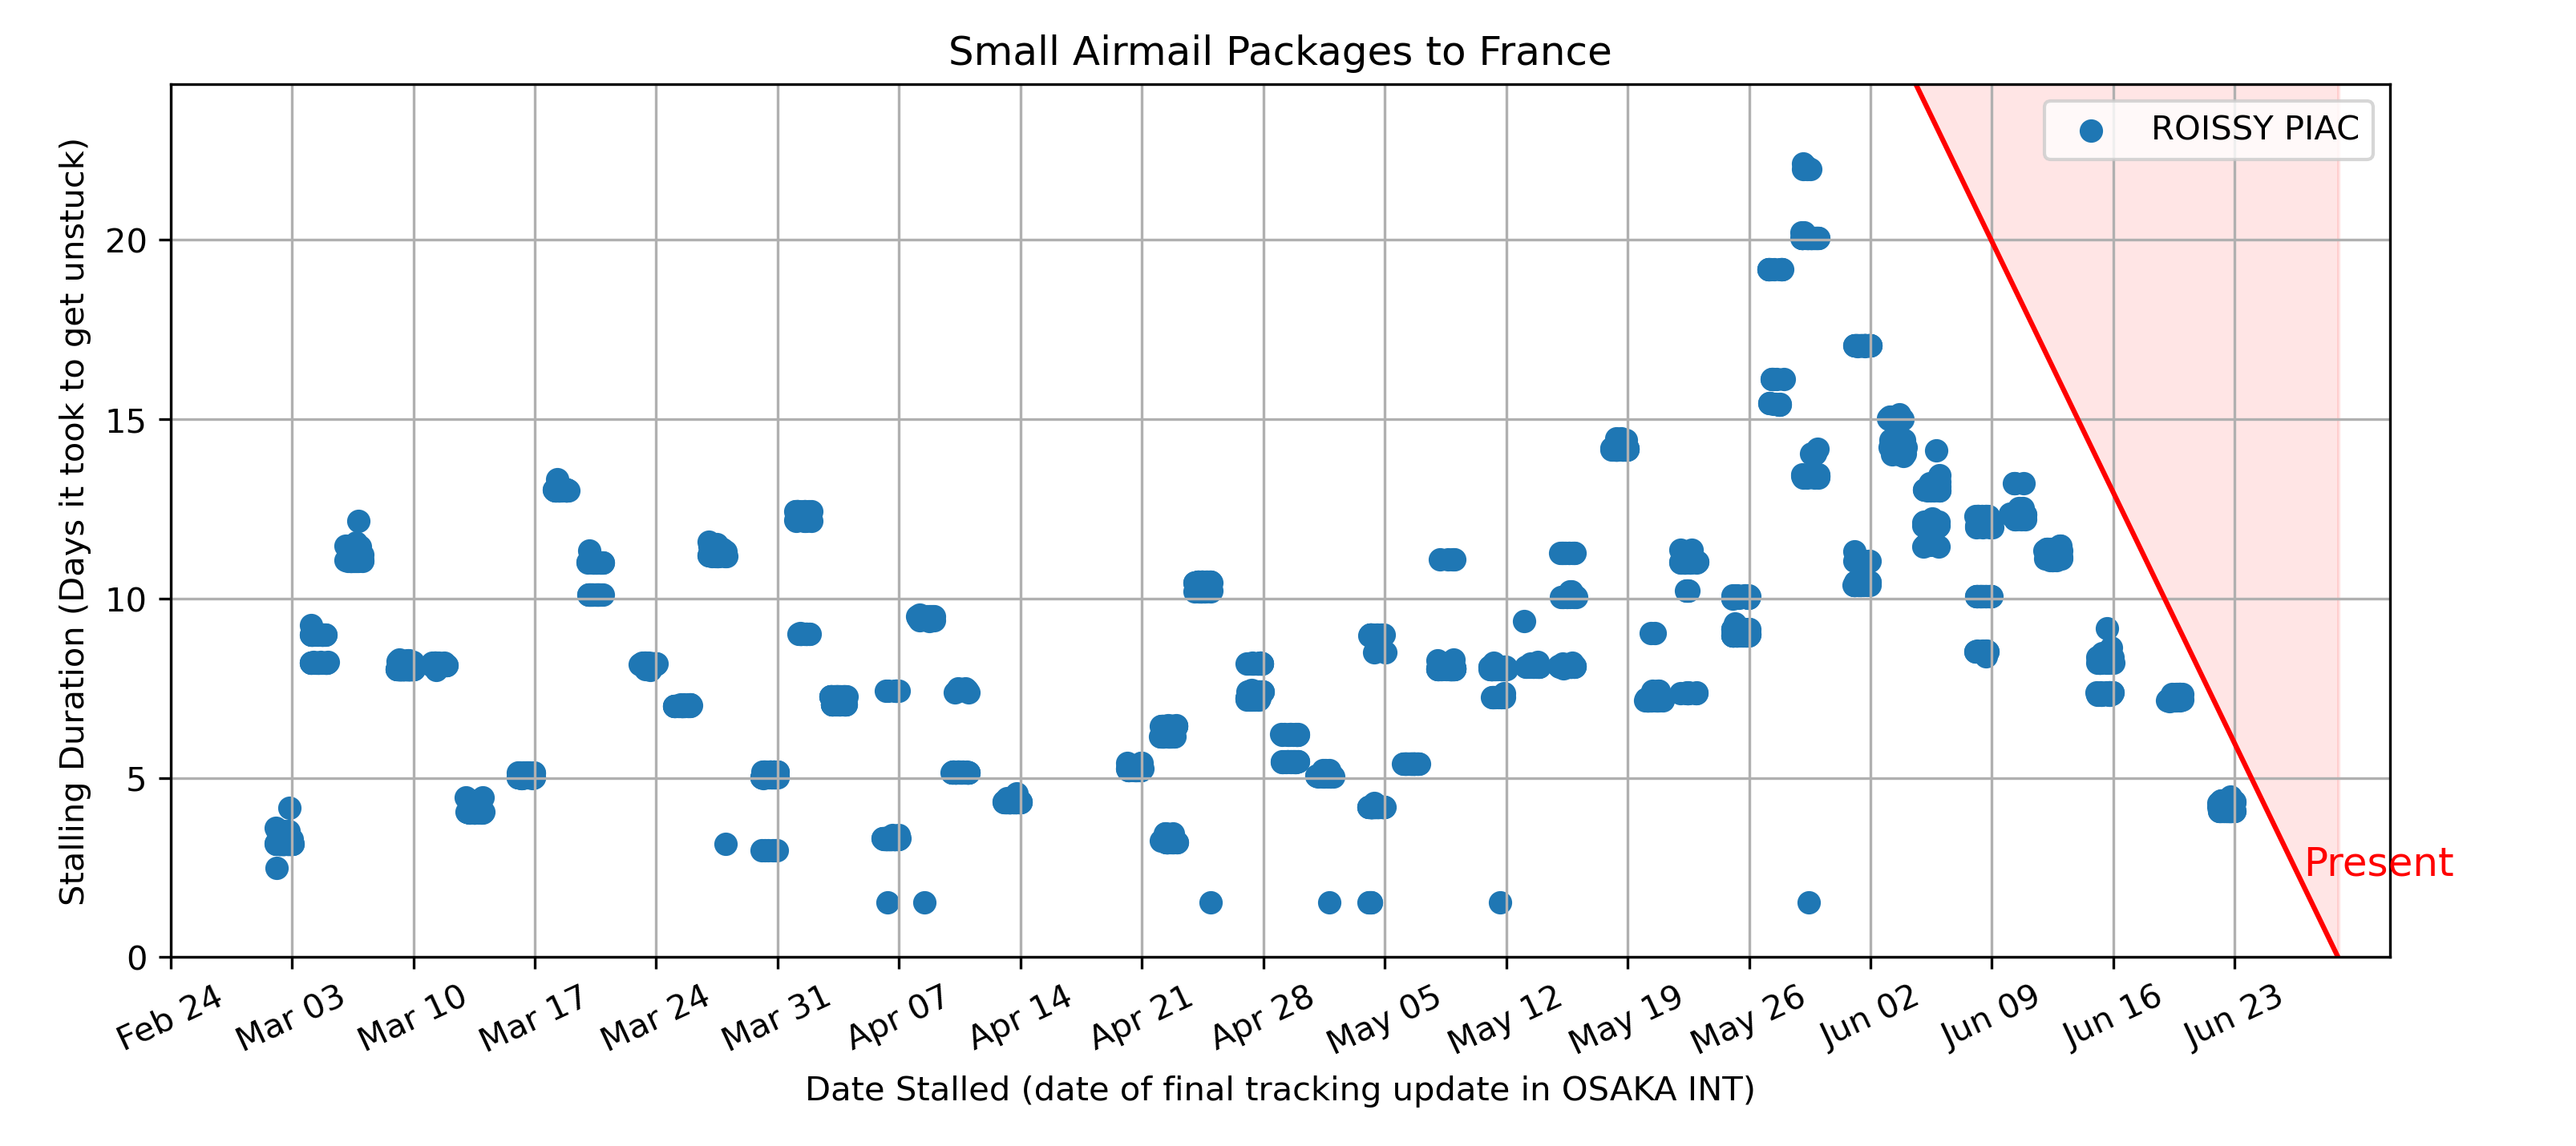 Small Airmail Packages to France
ROISSY PIAC
Stalling Duration (Days it took to get unstuck)
20
15
10
5
0
Present
Feb 24
Mar 03
Mar 10
Mar 17
Mar 24
Mar 31
Apr 07
Apr 14
Apr 21
Apr 28
May 05
May 12
May 19
May 26
Jun 02
Jun 09
Jun 16
Jun 23
Date Stalled (date of final tracking update in OSAKA INT)